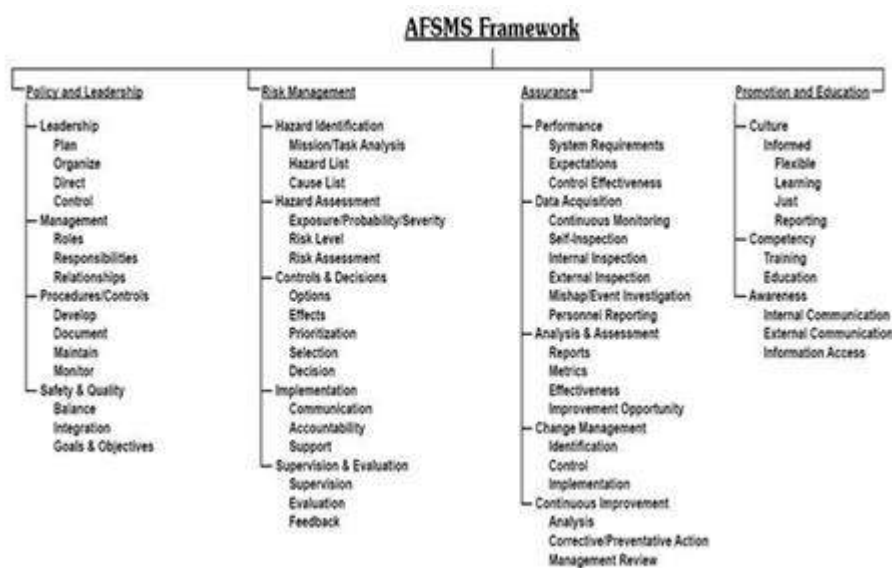 AFSMS Framework
Policy and Leadership
Leadership
Plan
Organize
Direct
Control
Management
Roles
Responsibilities
Relationships
Procedures/Controls
Develop
Document
Maintain
Monitor
Safety & Quality
Balance
Integration
Goals & Objectives
Risk Management
Hazard Identification
Mission/Task Analysis
Hazard List
Cause List
Hazard Assessment
Exposure/Probability/Severity
Risk Level
Risk Assessment
Controls & Decisions
Options
Effects
Prioritization
Selection
Decision
Implementation
Communication
Accountability
Support
Supervision & Evaluation
Supervision
Evaluation
Feedback
Assurance
Performance
System Requirements
Expectations
Control Effectiveness
Data Acquisition
Continuous Monitoring
Self-Inspection
Internal Inspection
External Inspection
Mishap/Event Investigation
Personnel Reporting
Analysis & Assessment
Reports
Metrics
Effectiveness
Improvement Opportunity
Change Management
Identification
Control
Implementation
Continuous Improvement
Analysis
Corrective/Preventative Action
Management Review
Promotion and Education
Culture
Informed
Flexible
Learning
Just
Reporting
Competency
Training
Education
Awareness
Internal Communication
External Communication
Information Access